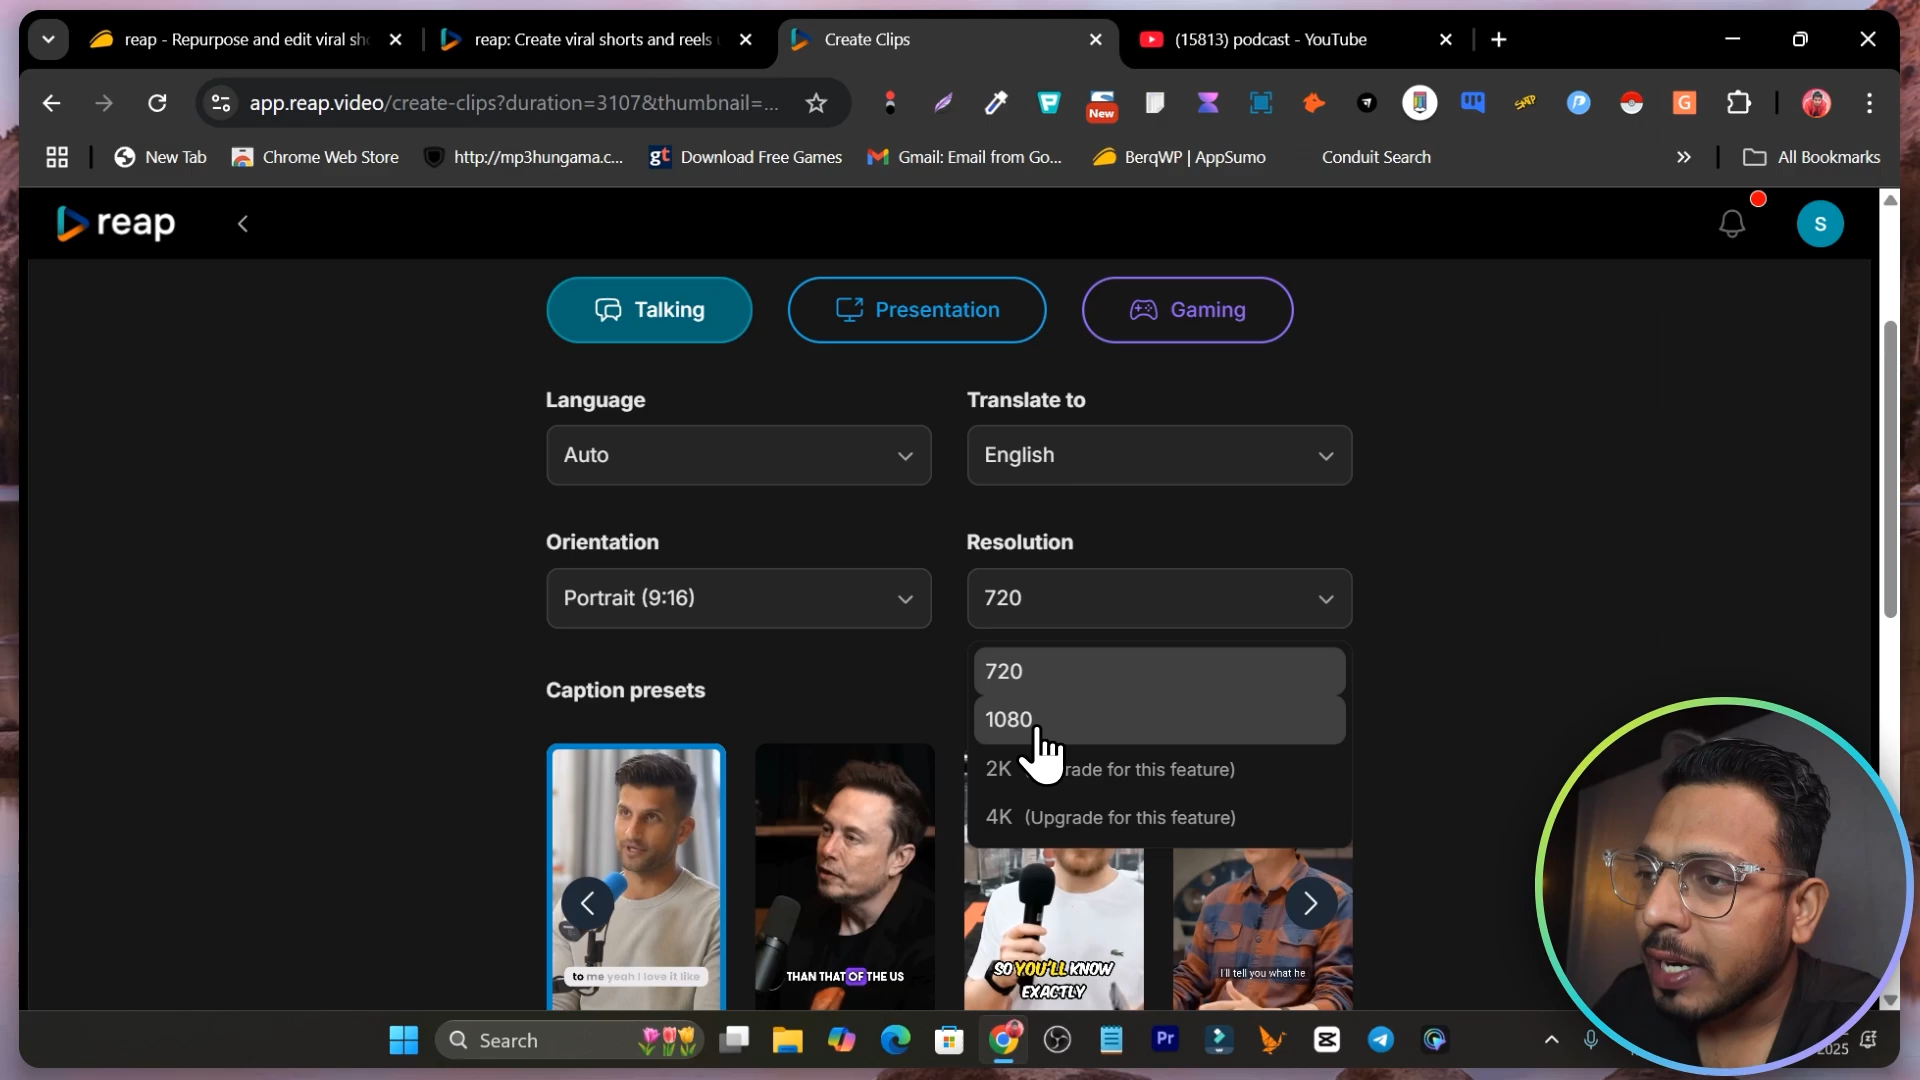 reap - Repurpose and edit viral sh
reap: Create viral shorts and reels
Create Clips
(15813) podcast - YouTube
app.reap.video/create-clips?duration=3107&thumbnail=...
New
New Tab
Chrome Web Store
http://mp3hungama.c...
gt
Download Free Games
Gmail: Email from Go...
BerqWP | AppSumo
Conduit Search
All Bookmarks
reap
S
Talking
Presentation
Gaming
Language
Translate to
Auto
English
Orientation
Resolution
Portrait (9:16)
720
720
1080
2K rade for this feature)
4K (Upgrade for this feature)
Caption presets
to me yeah I love it like
THAN THAT OF THE US
SO YOU'LL KNOW
EXACTLY
I'll tell you what he
Search
Pr
2025